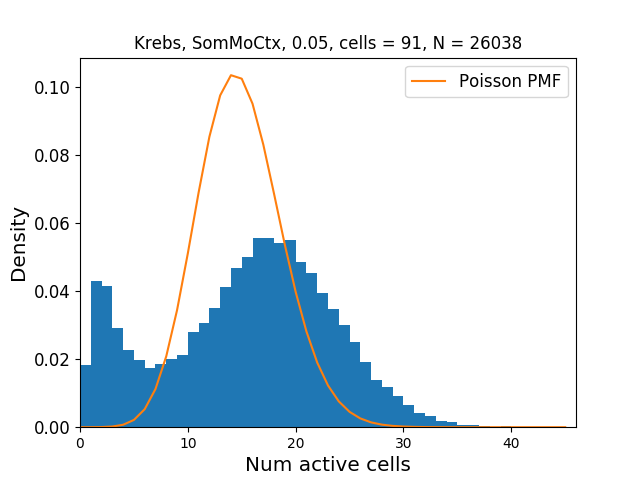 Krebs, SomMoCtx, 0.05, cells = 91, N = 26038
Poisson PMF
Density
0.10
0.08
0.06
0.04
0.02
0.00
0 10 20 30 40
Num active cells